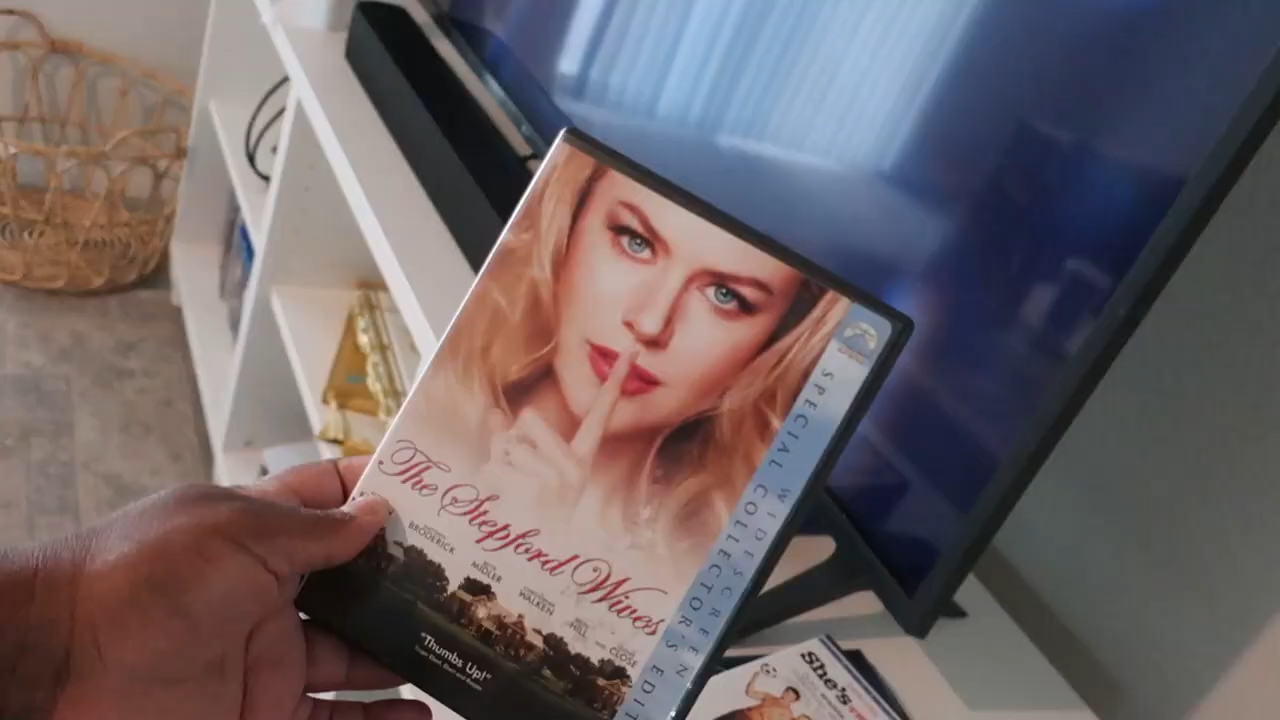 The Stepford Wives
BRODERICK
MIDLER
WALKEN
HILL
CLOSE
"Thumbs Up!"
SPECIAL
COLLECTOR'S EDIT
WIDESCREEN
She's